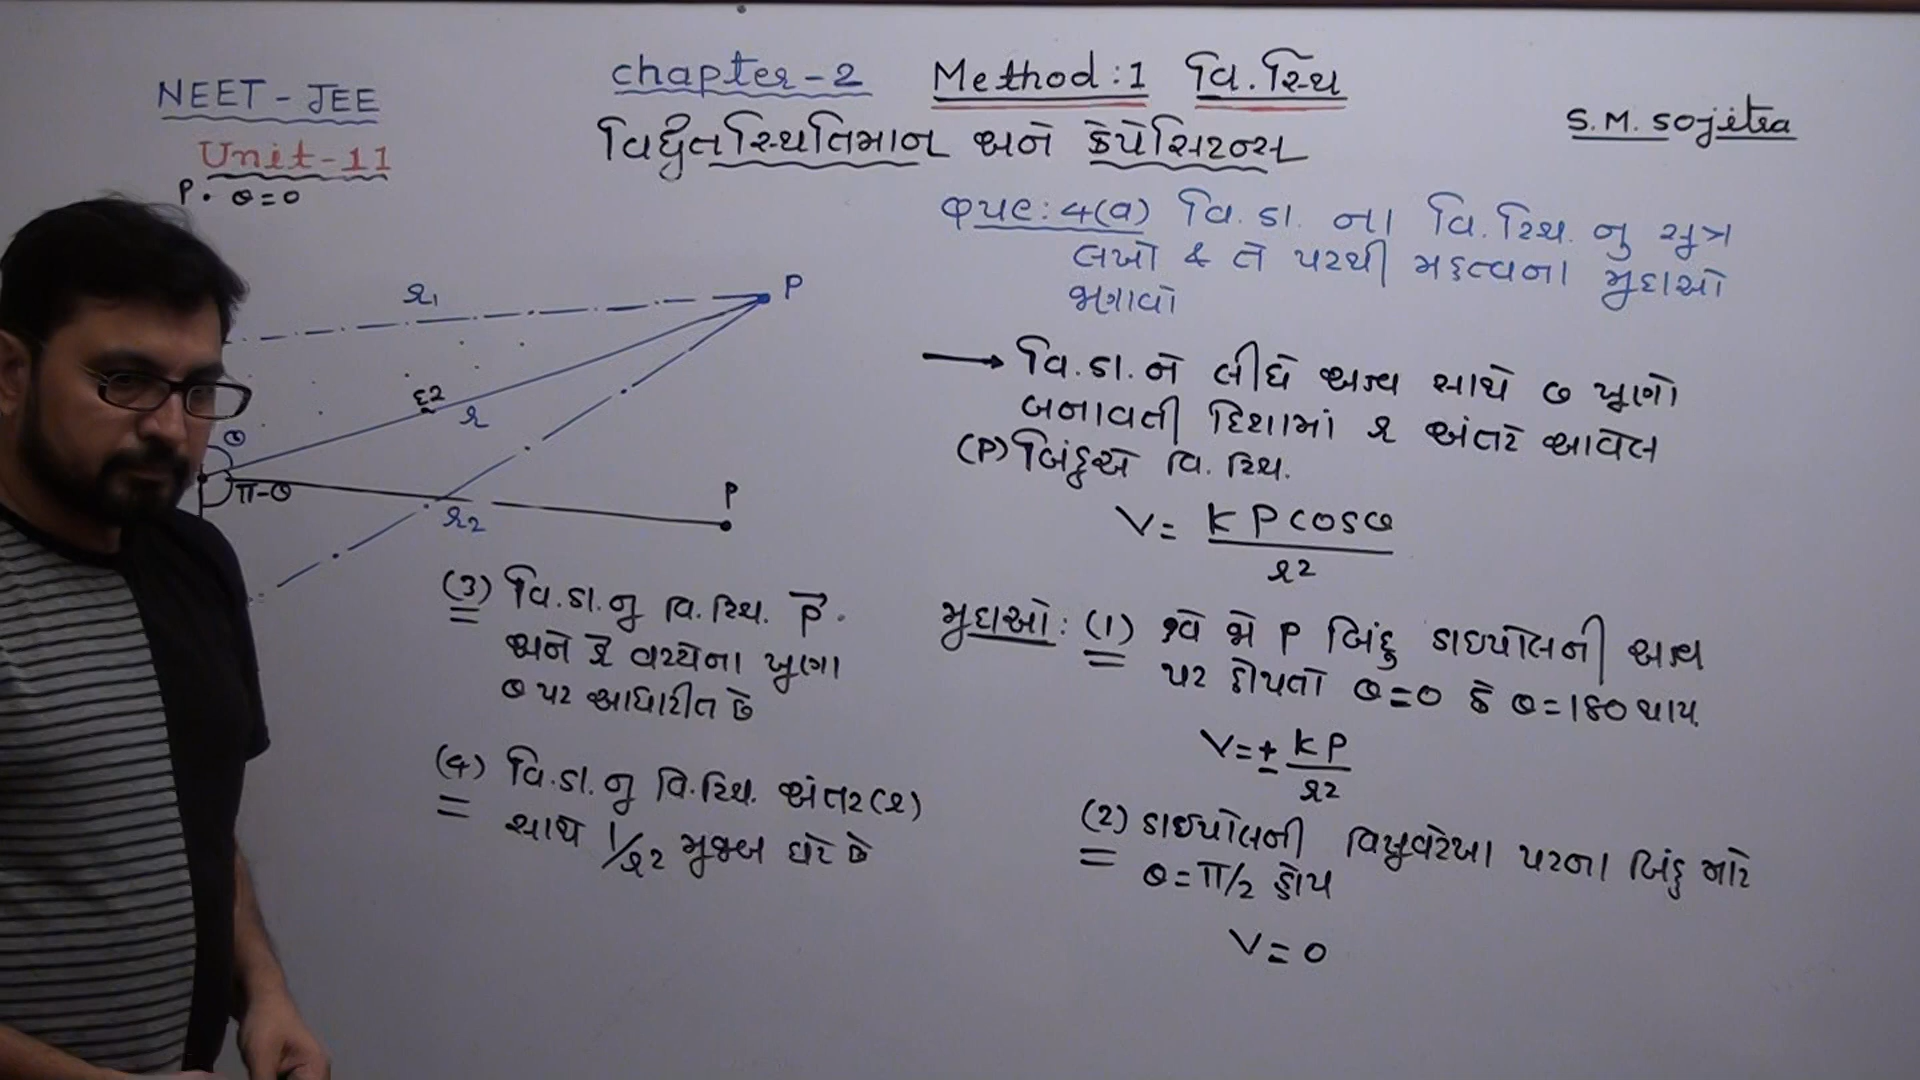 NEET - JEE
Unit-11
P. θ=0
chapter-2 Method:1 વિ.સ્થિ
વિદ્યુતસ્થિતિમાન અને કેપેસિટન્સ
S.M. Sojitra
પ્રશ્ન:4(a) વિ.ડા. ના વિ.સ્થિ. નુ સૂત્ર
લખો & તે પરથી મહત્વના મુદ્દાઓ
જણાવો
→ વિ.ડા.ને લીધે અક્ષ સાથે θ ખૂણો
બનાવતી દિશામાં r અંતરે આવેલ
(P) બિંદુએ વિ.સ્થિ.
V = kPcosθ / r²
મુદ્દાઓ: (1) હવે જો P બિંદુ ડાઇપોલની અક્ષ
પર હોયતો θ=0 કે θ=180 થાય
V=± kP / r²
(2) ડાઇપોલની વિષુવરેખા પરના બિંદુ માટે
θ=π/2 હોય
V=0
(3) વિ.ડા.નુ વિ.સ્થિ. P⃗.
અને r⃗ વચ્ચેના ખૂણા
θ પર આધારીત છે
(4) વિ.ડા.નુ વિ.સ્થિ. અંતર(r)
સાથે 1/r2 મુજબ ઘટે છે
r₁
P
દૂર
r
θ
π-θ
r₂
P